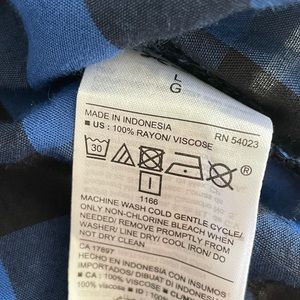 L
G
MADE IN INDONESIA
RN 54023
■ US : 100% RAYON/ VISCOSE
30
I
1166
MACHINE WASH COLD GENTLE CYCLE/
ONLY NON-CHLORINE BLEACH WHEN
NEEDED/ REMOVE PROMPTLY FROM
WASHER/ LINE DRY/ COOL IRON/ DO
NOT DRY CLEAN
CA 17897
HECHO EN INDONESIA CON INSUMOS
IMPORTADOS/ DIBUAT DI INDONESIA
■ CA : 100%
■ ID : 100%